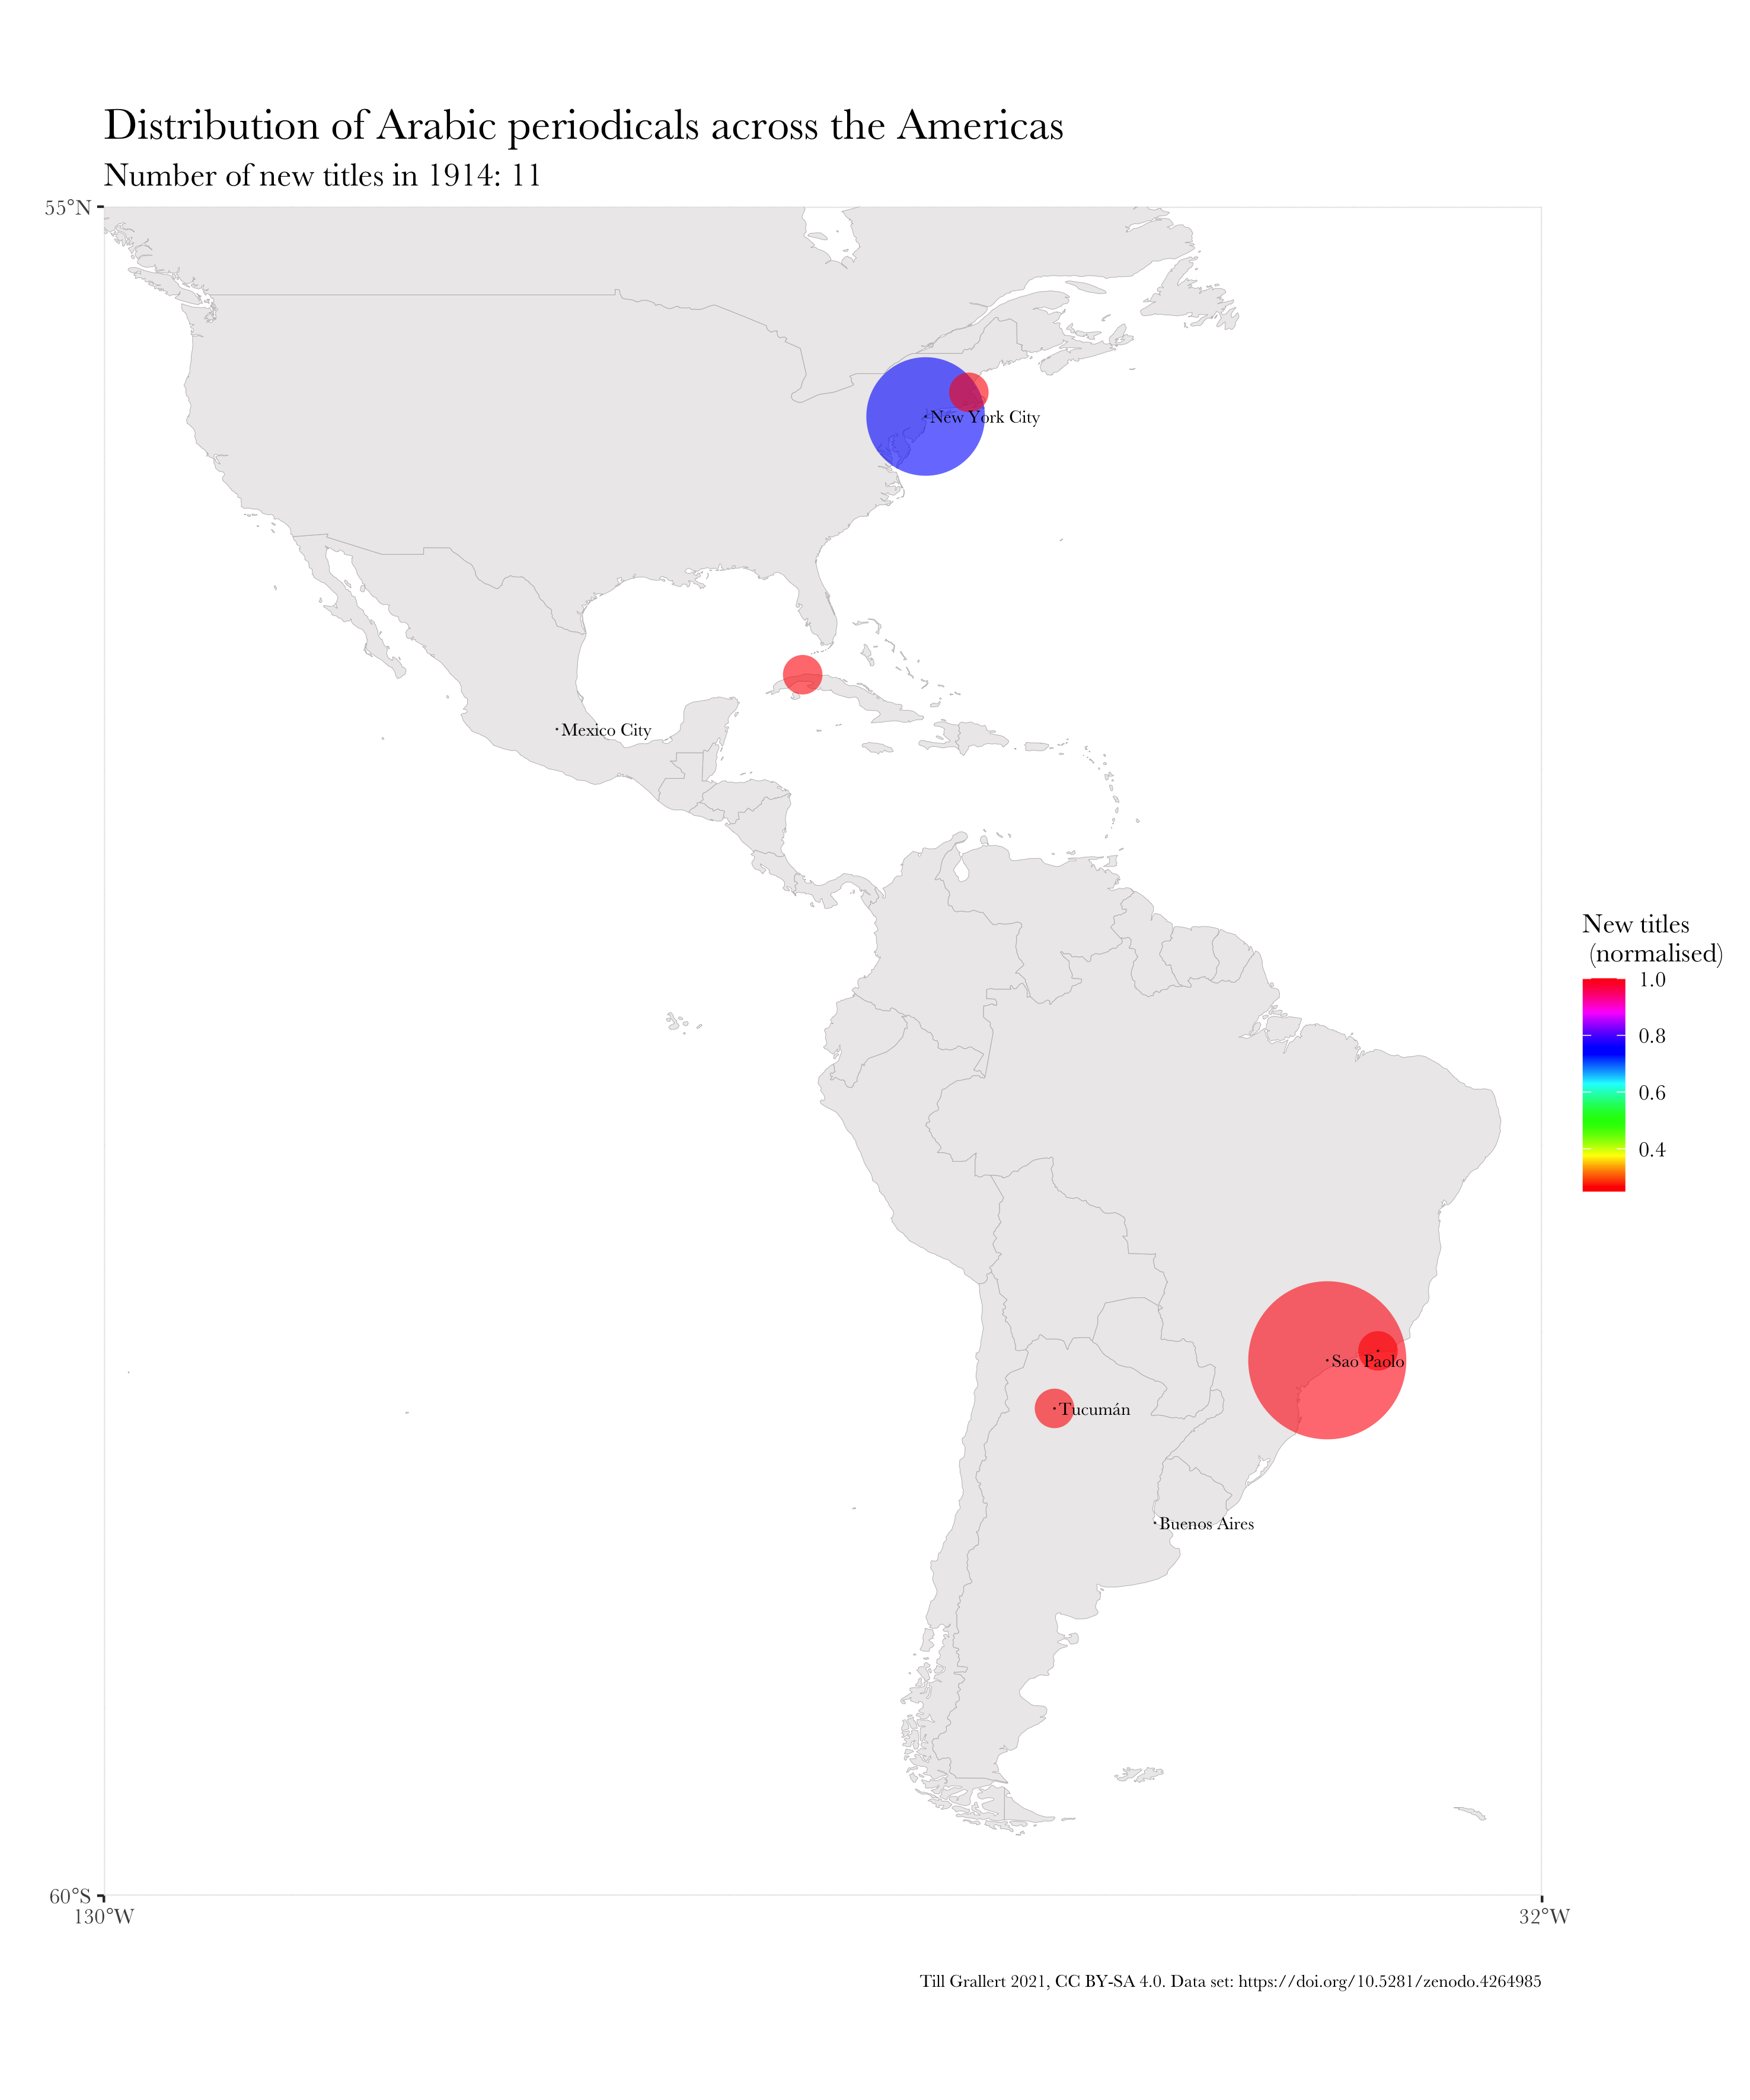 Distribution of Arabic periodicals across the Americas
Number of new titles in 1914: 11
55°N
New York City
Mexico City
New titles
(normalised)
1.0
0.8
0.6
0.4
Sao Paolo
Tucumán
Buenos Aires
60°S
130°W
32°W
Till Grallert 2021, CC BY-SA 4.0. Data set: https://doi.org/10.5281/zenodo.4264985